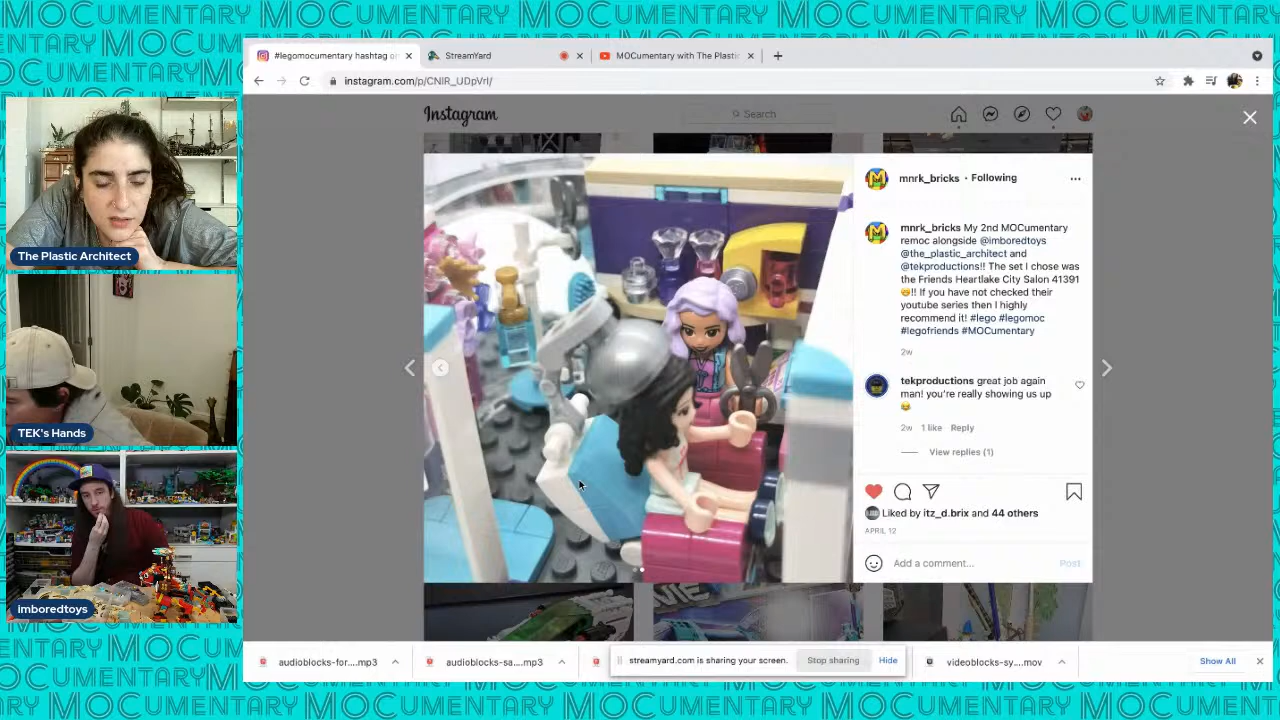 MOCUMENTARY MOCUMENTARY MOCUMENTARY
#legomocumentary hashtag o
StreamYard
MOCumentary with The Plasti
instagram.com/p/CNlR_UDpVrI/
Instagram
Search
mnrk_bricks • Following
mnrk_bricks My 2nd MOCumentary
remoc alongside @imboredtoys
@the_plastic_architect and
@tekproductions!! The set I chose was
the Friends Heartlake City Salon 41391
!! If you have not checked their
youtube series then I highly
recommend it! #lego #legomoc
#legofriends #MOCumentary
2w
tekproductions great job again
man! you're really showing us up
2w 1 like Reply
View replies (1)
Liked by itz_d.brix and 44 others
APRIL 12
Add a comment...
Post
The Plastic Architect
TEK's Hands
imboredtoys
audioblocks-for....mp3
audioblocks-sa....mp3
streamyard.com is sharing your screen.
Stop sharing
Hide
videoblocks-sy....mov
Show All